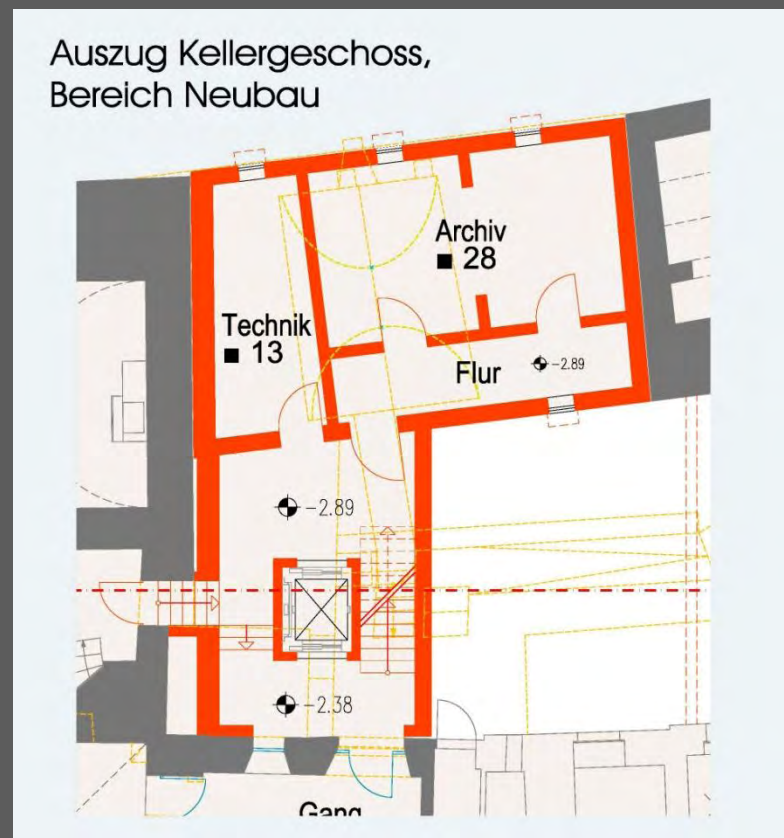 Auszug Kellergeschoss,
Bereich Neubau
Archiv
■ 28
Technik
■ 13
Flur
-2.89
-2.89
-2.38
Gang